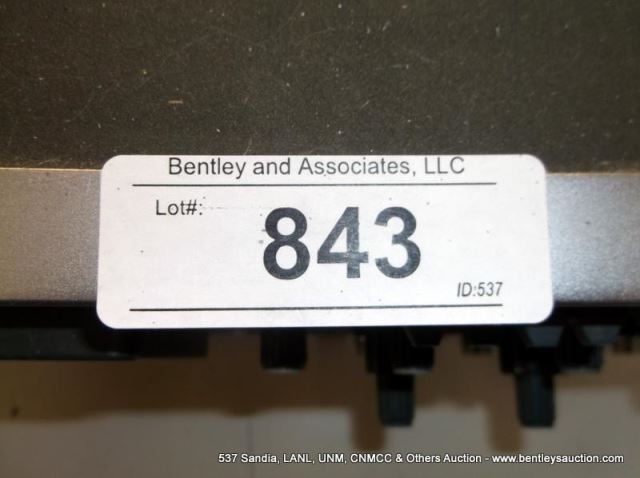 Bentley and Associates, LLC
Lot#:
843
ID:537
537 Sandia, LANL, UNM, CNMCC & Others Auction - www.bentleysauction.com